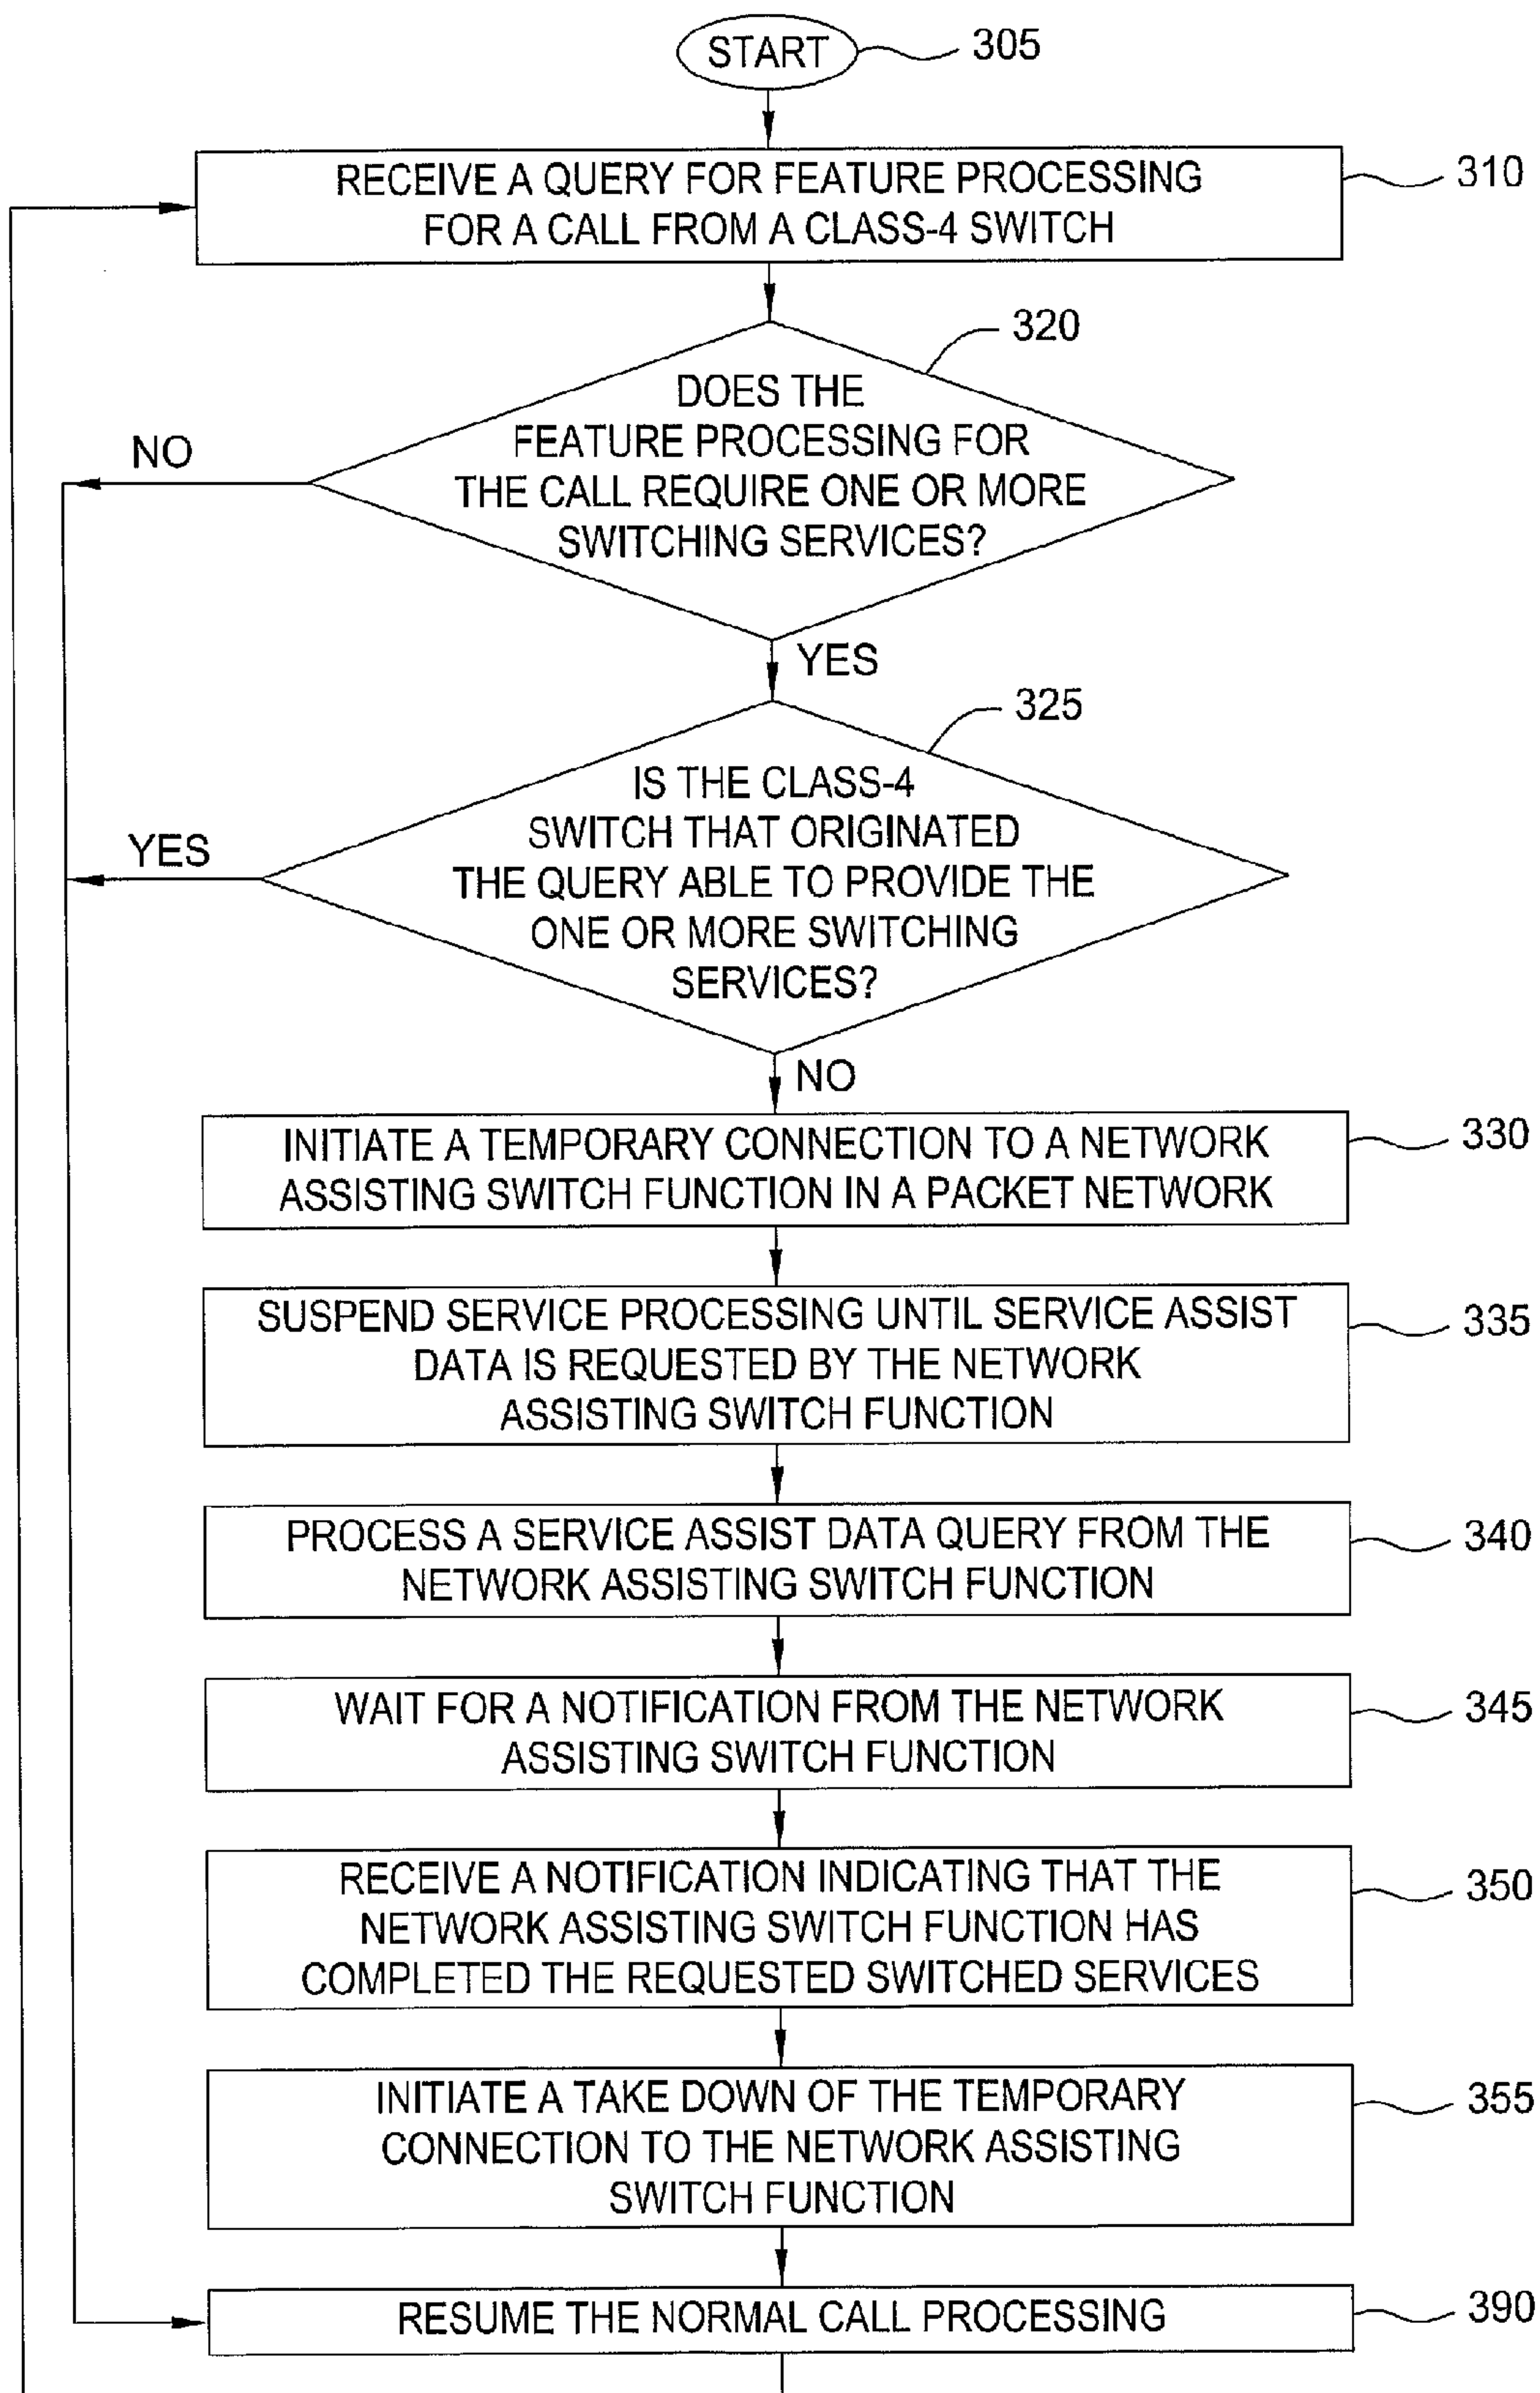 START
305
RECEIVE A QUERY FOR FEATURE PROCESSING
FOR A CALL FROM A CLASS-4 SWITCH
310
320
DOES THE
FEATURE PROCESSING FOR
THE CALL REQUIRE ONE OR MORE
SWITCHING SERVICES?
NO
YES
325
IS THE CLASS-4
SWITCH THAT ORIGINATED
THE QUERY ABLE TO PROVIDE THE
ONE OR MORE SWITCHING
SERVICES?
YES
NO
INITIATE A TEMPORARY CONNECTION TO A NETWORK
ASSISTING SWITCH FUNCTION IN A PACKET NETWORK
330
SUSPEND SERVICE PROCESSING UNTIL SERVICE ASSIST
DATA IS REQUESTED BY THE NETWORK
ASSISTING SWITCH FUNCTION
335
PROCESS A SERVICE ASSIST DATA QUERY FROM THE
NETWORK ASSISTING SWITCH FUNCTION
340
WAIT FOR A NOTIFICATION FROM THE NETWORK
ASSISTING SWITCH FUNCTION
345
RECEIVE A NOTIFICATION INDICATING THAT THE
NETWORK ASSISTING SWITCH FUNCTION HAS
COMPLETED THE REQUESTED SWITCHED SERVICES
350
INITIATE A TAKE DOWN OF THE TEMPORARY
CONNECTION TO THE NETWORK ASSISTING
SWITCH FUNCTION
355
RESUME THE NORMAL CALL PROCESSING
390